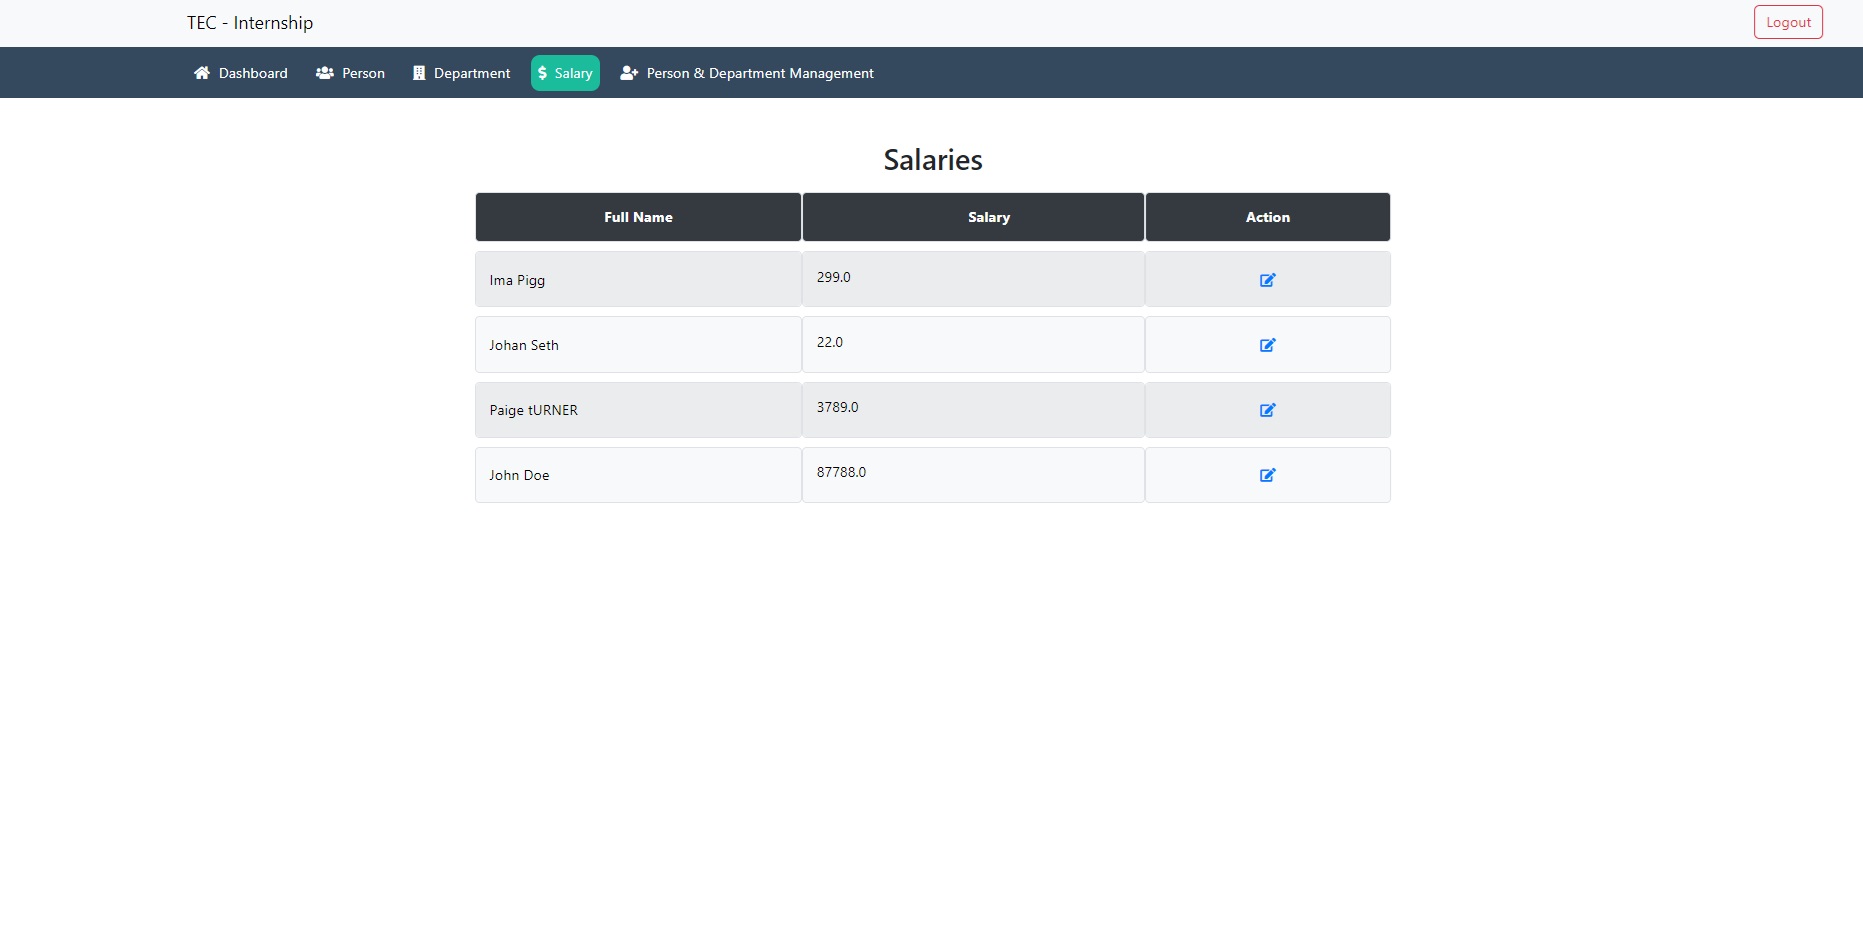 TEC - Internship
Logout
Dashboard Person Department Salary Person & Department Management
Salaries
Full Name Salary Action
Ima Pigg 299.0
Johan Seth 22.0
Paige tURNER 3789.0
John Doe 87788.0